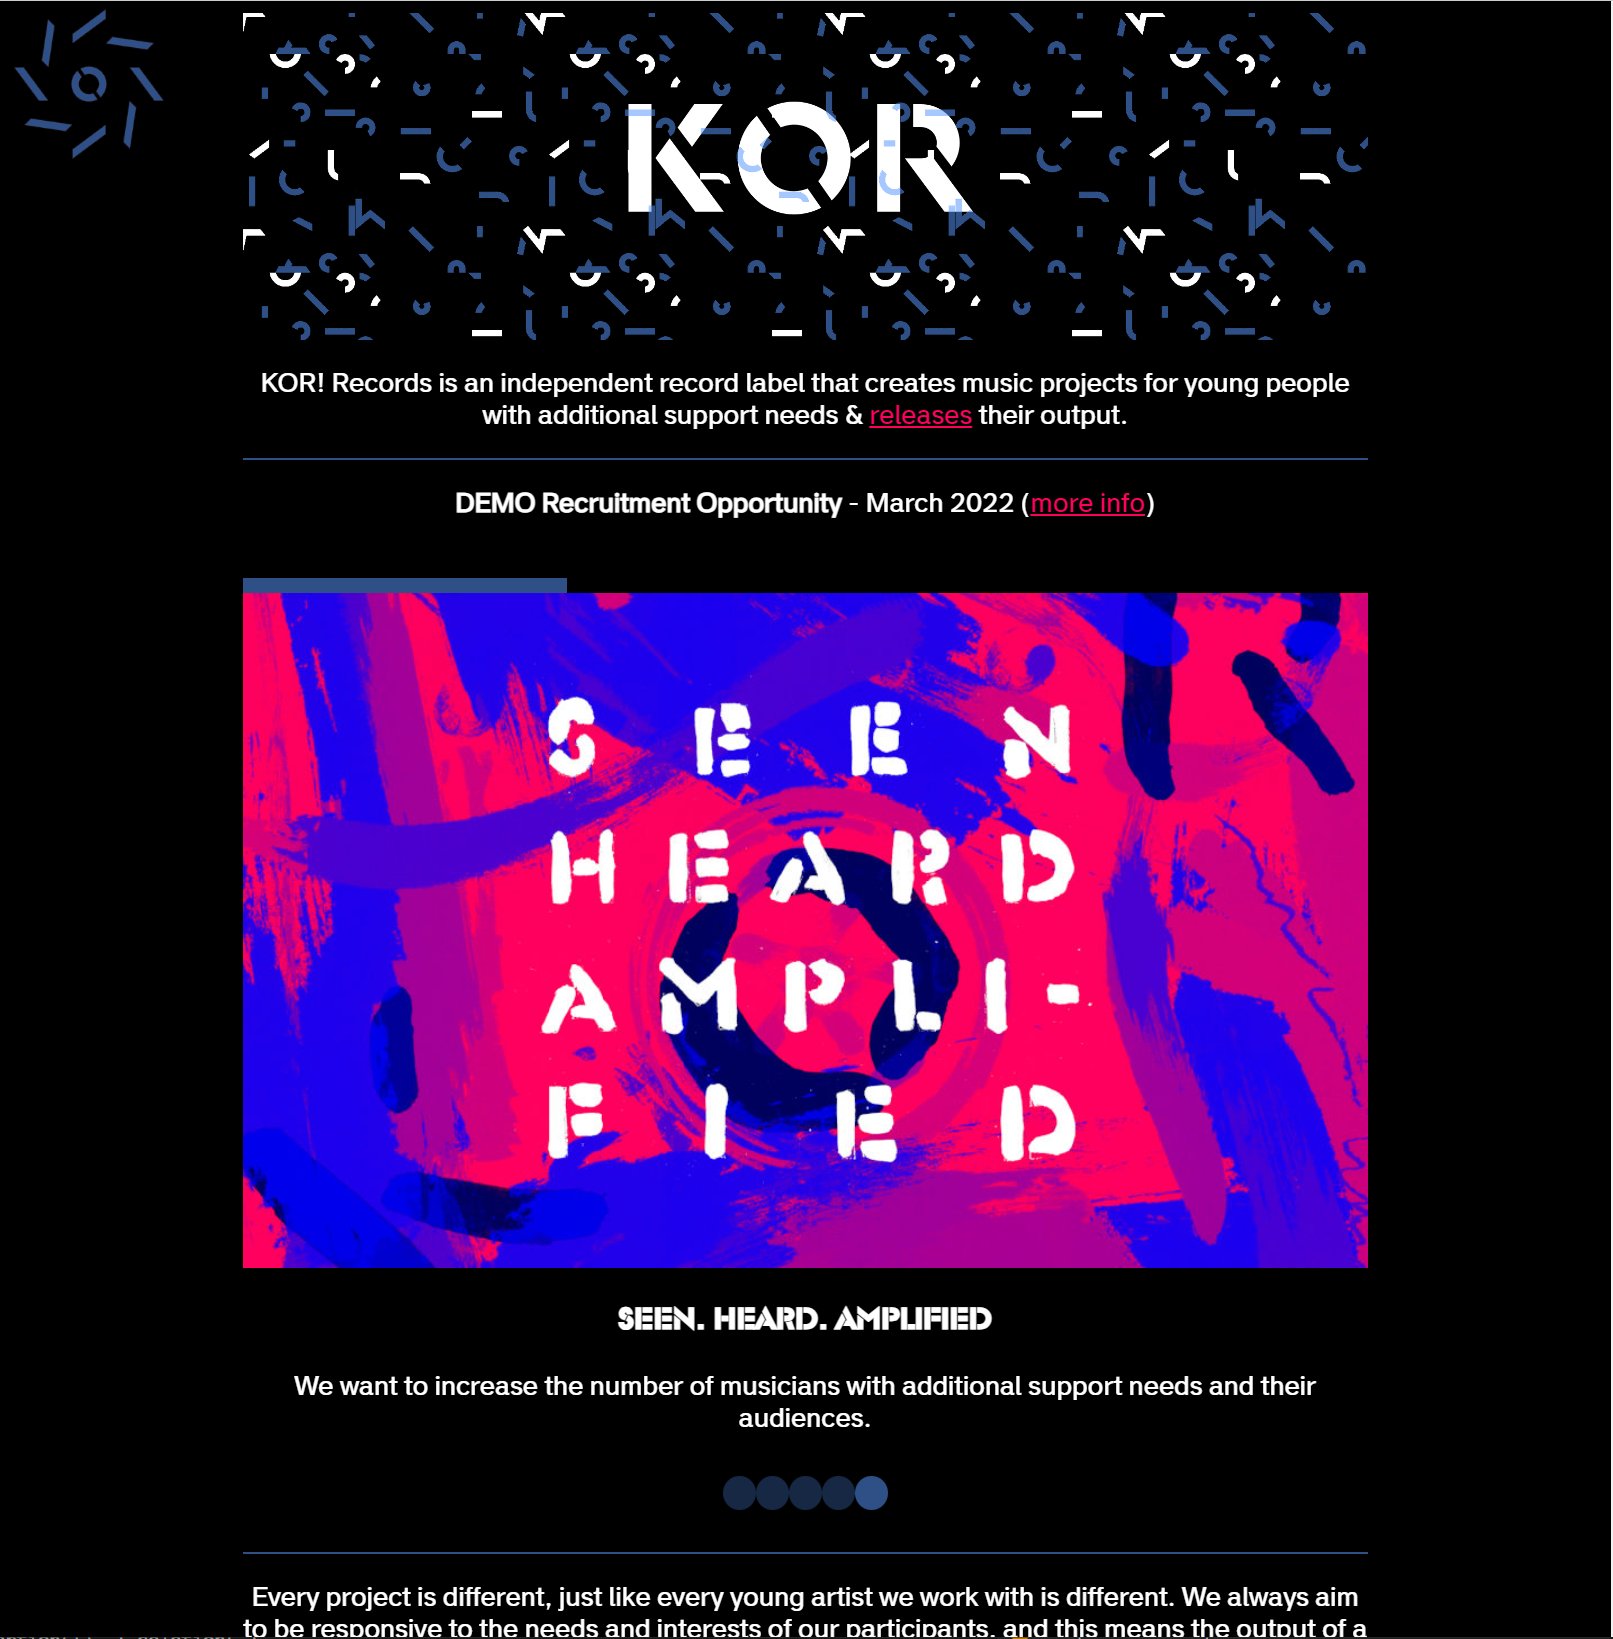 KOR
KOR! Records is an independent record label that creates music projects for young people
with additional support needs & releases their output.
DEMO Recruitment Opportunity - March 2022 (more info)
SEEN
HEARD
AMPLI-
FIED
SEEN. HEARD. AMPLIFIED
We want to increase the number of musicians with additional support needs and their
audiences.
Every project is different, just like every young artist we work with is different. We always aim
to be responsive to the needs and interests of our participants, and this means the output of a